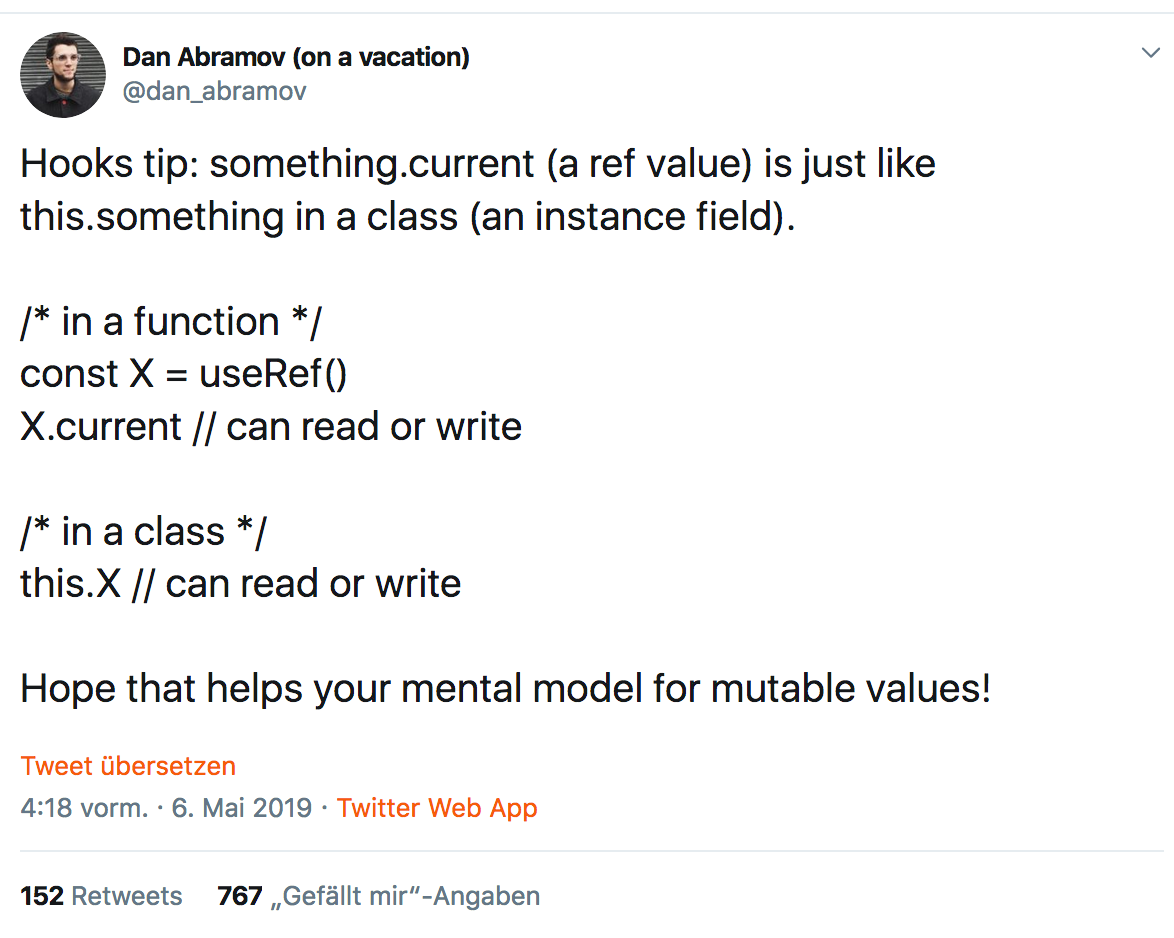 Dan Abramov (on a vacation)
@dan_abramov
Hooks tip: something.current (a ref value) is just like
this.something in a class (an instance field).
/* in a function */
const X = useRef()
X.current // can read or write
/* in a class */
this.X // can read or write
Hope that helps your mental model for mutable values!
Tweet übersetzen
4:18 vorm. · 6. Mai 2019 · Twitter Web App
152 Retweets 767 „Gefällt mir“-Angaben